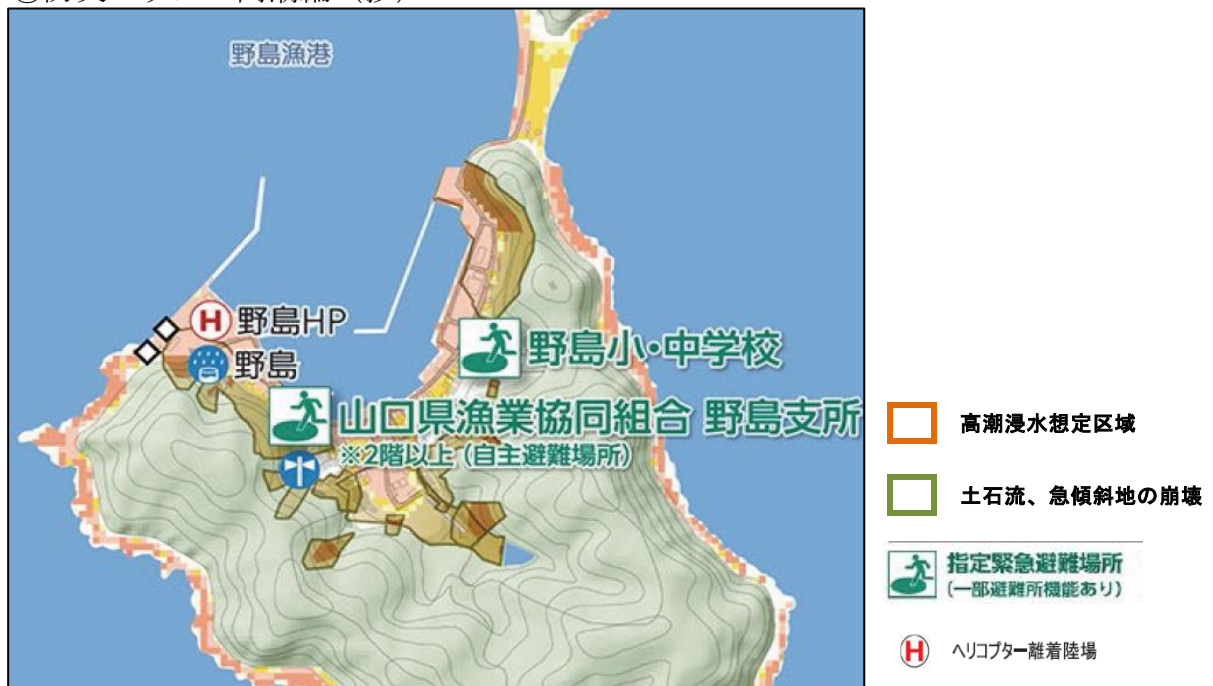 野島漁港
野島HP
野島
野島小・中学校
山口県漁業協同組合 野島支所
※2階以上(自主避難場所)
高潮浸水想定区域
土石流、急傾斜地の崩壊
指定緊急避難場所
(一部避難所機能あり)
H ヘリコプター離着陸場